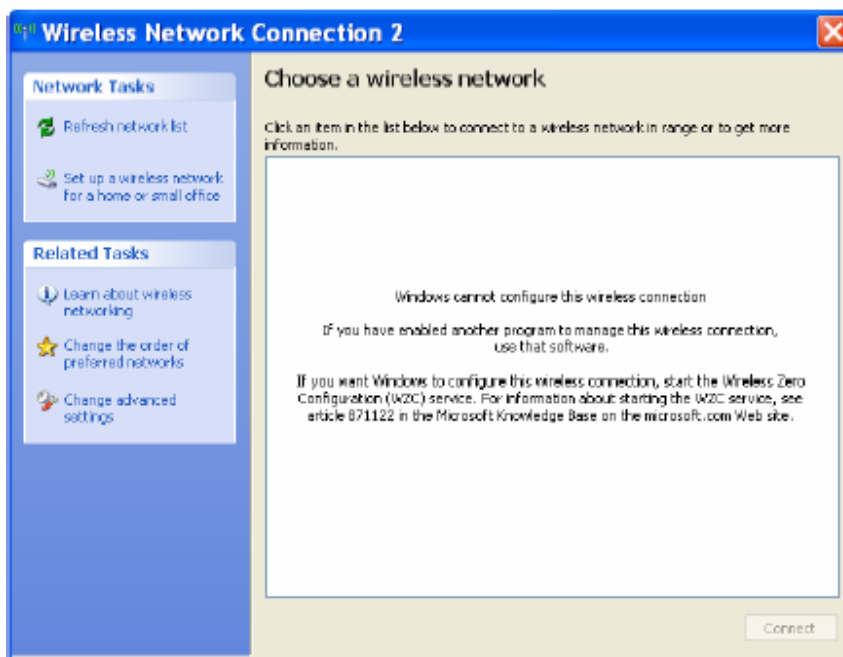 Wireless Network Connection 2
Network Tasks
Refresh network list
Set up a wireless network
for a home or small office
Related Tasks
Learn about wireless
networking
Change the order of
preferred networks
Change advanced
settings
Choose a wireless network
Click an item in the list below to connect to a wireless network in range or to get more
information.
Windows cannot configure this wireless connection
If you have enabled another program to manage this wireless connection,
use that software.
If you want Windows to configure this wireless connection, start the Wireless Zero
Configuration (WZC) service. For information about starting the WZC service, see
article 871122 in the Microsoft Knowledge Base on the microsoft.com Web site.
Connect